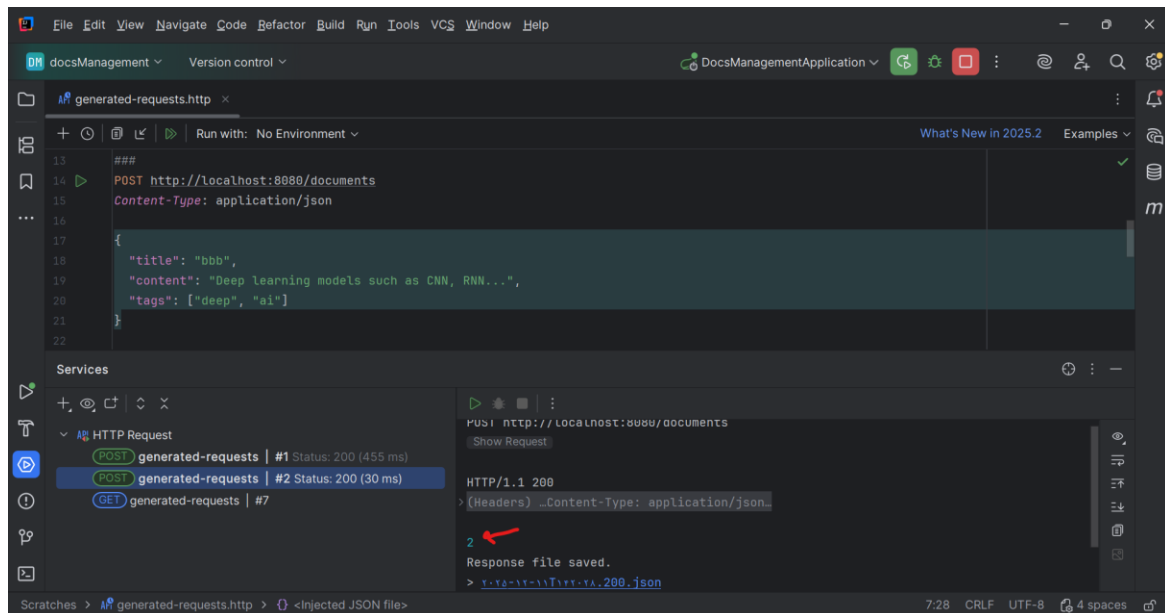 File Edit View Navigate Code Refactor Build Run Tools VCS Window Help
DM docsManagement Version control DocsManagementApplication
API generated-requests.http
Run with: No Environment What's New in 2025.2 Examples
13 ###
14 POST http://localhost:8080/documents
15 Content-Type: application/json
16
17 {
18 "title": "bbb",
19 "content": "Deep learning models such as CNN, RNN...",
20 "tags": ["deep", "ai"]
21 }
22
m
Services
POST http://localhost:8080/documents
API HTTP Request
Show Request
POST generated-requests | #1 Status: 200 (455 ms)
POST generated-requests | #2 Status: 200 (30 ms)
HTTP/1.1 200
GET generated-requests | #7
(Headers) …Content-Type: application/json…
2
Response file saved.
> ۲۰۲۵-۱۲-۱۱T۱۴۲۰۲۸.200.json
Scratches > API generated-requests.http > {} <Injected JSON file> 7:28 CRLF UTF-8 4 spaces